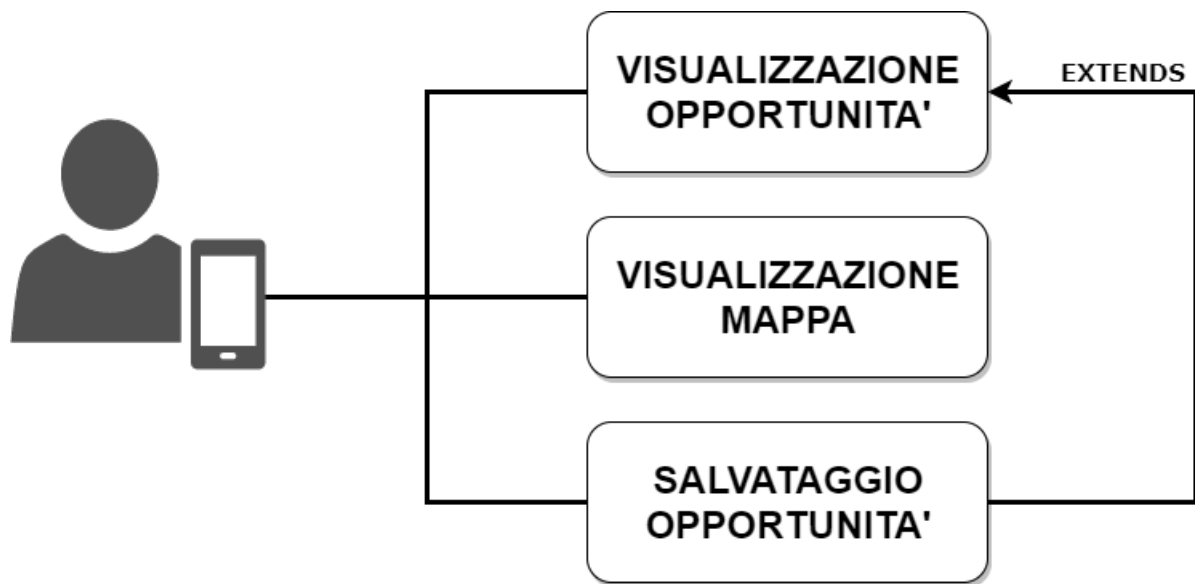 VISUALIZZAZIONE
OPPORTUNITA'
EXTENDS
VISUALIZZAZIONE
MAPPA
SALVATAGGIO
OPPORTUNITA'